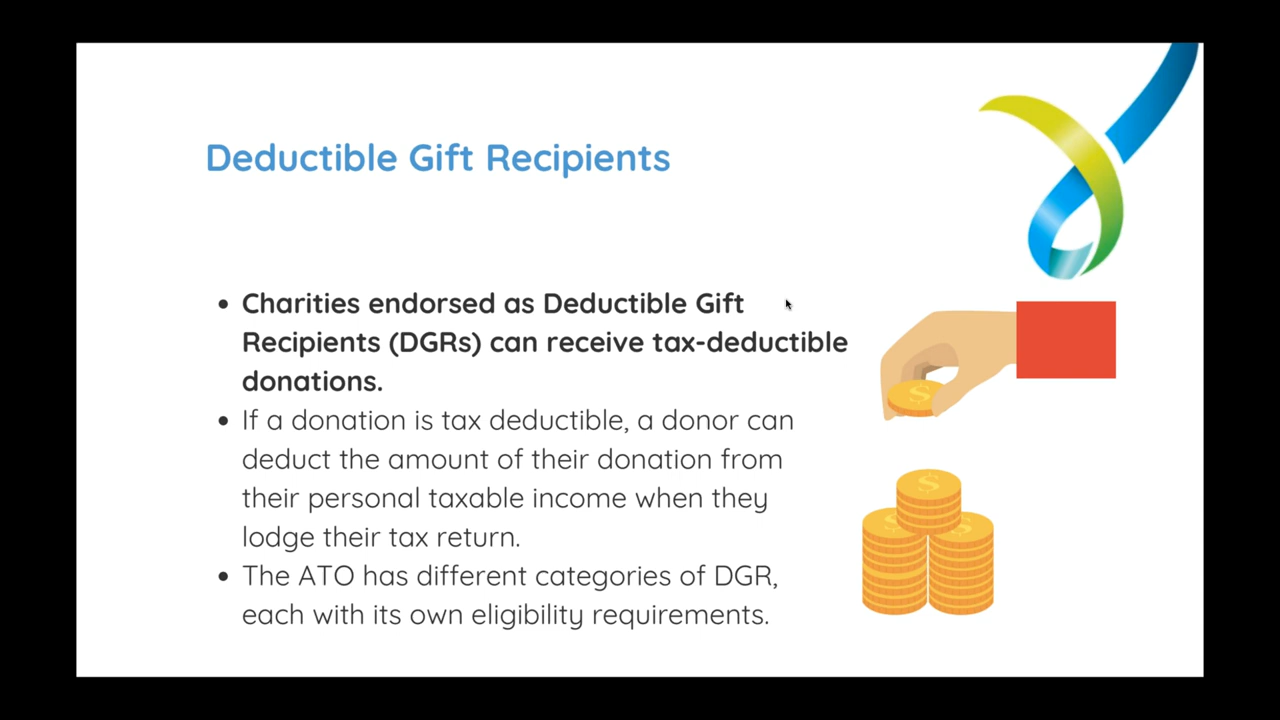 Deductible Gift Recipients
• Charities endorsed as Deductible Gift
Recipients (DGRs) can receive tax-deductible
donations.
• If a donation is tax deductible, a donor can
deduct the amount of their donation from
their personal taxable income when they
lodge their tax return.
• The ATO has different categories of DGR,
each with its own eligibility requirements.
$
$
$
$